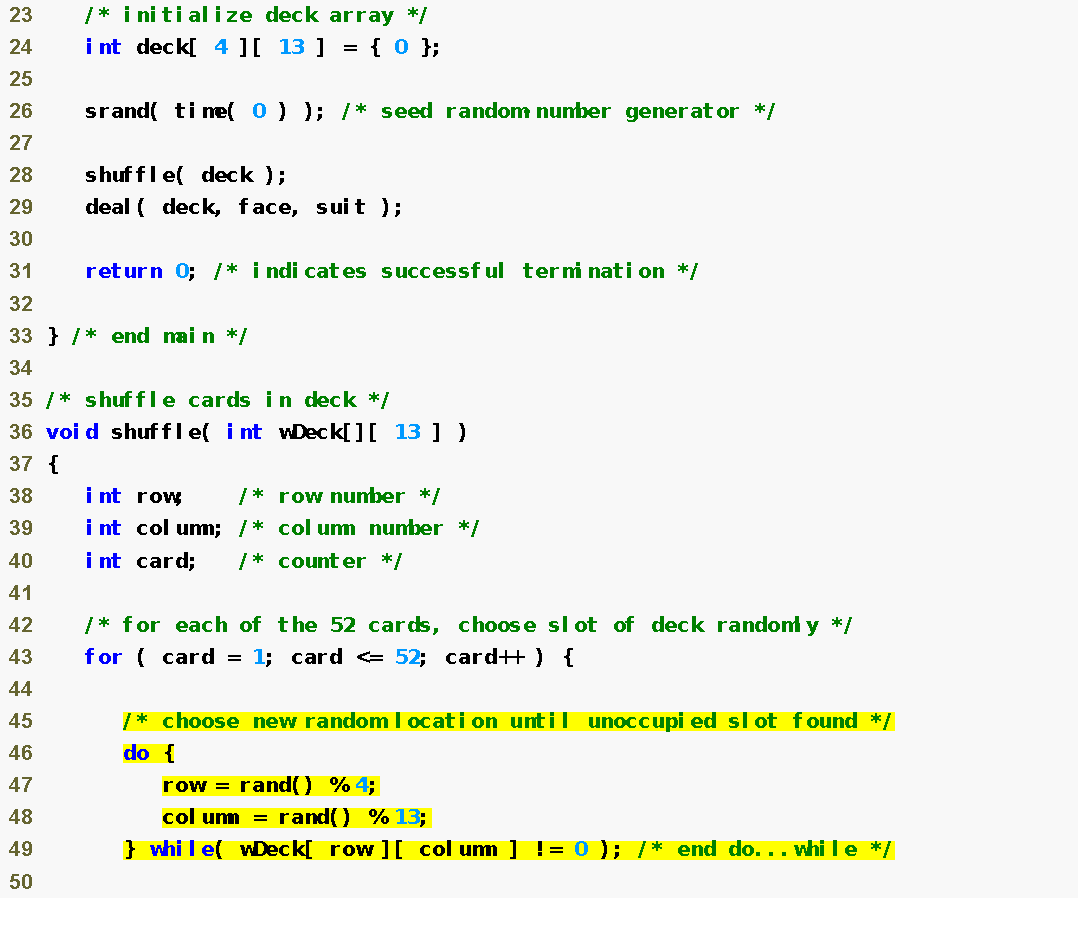 23 /* initialize deck array */
24 int deck[ 4 ][ 13 ] = { 0 };
25
26 srand( time( 0 ) ); /* seed random-number generator */
27
28 shuffle( deck );
29 deal( deck, face, suit );
30
31 return 0; /* indicates successful termination */
32
33 } /* end main */
34
35 /* shuffle cards in deck */
36 void shuffle( int wDeck[][ 13 ] )
37 {
38 int row; /* row number */
39 int column; /* column number */
40 int card; /* counter */
41
42 /* for each of the 52 cards, choose slot of deck randomly */
43 for ( card = 1; card <= 52; card++ ) {
44
45 /* choose new random location until unoccupied slot found */
46 do {
47 row = rand() % 4;
48 column = rand() % 13;
49 } while( wDeck[ row ][ column ] != 0 ); /* end do...while */
50